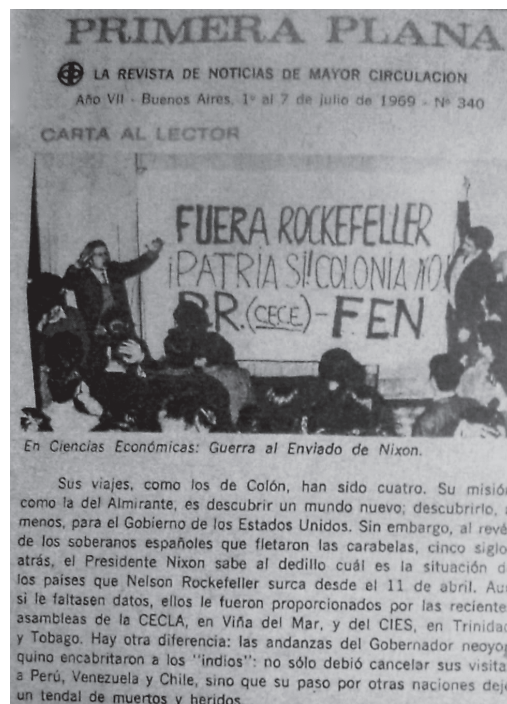 PRIMERA PLANA
LA REVISTA DE NOTICIAS DE MAYOR CIRCULACION
Año VII - Buenos Aires, 1º al 7 de julio de 1969 - Nº 340
CARTA AL LECTOR
FUERA ROCKEFELLER
¡PATRIA SI! COLONIA NO!
R. (CECE) - FEN
En Ciencias Económicas: Guerra al Enviado de Nixon.
Sus viajes, como los de Colón, han sido cuatro. Su misió
como la del Almirante, es descubrir un mundo nuevo; descubrirlo, a
menos, para el Gobierno de los Estados Unidos. Sin embargo, al revé
de los soberanos españoles que fletaron las carabelas, cinco siglo
atrás, el Presidente Nixon sabe al dedillo cuál es la situación d
los países que Nelson Rockefeller surca desde el 11 de abril. Au
si le faltasen datos, ellos le fueron proporcionados por las reciente
asambleas de la CECLA, en Viña del Mar, y del CIES, en Trinidad
y Tobago. Hay otra diferencia: las andanzas del Gobernador neoyor
quino encabritaron a los "indios": no sólo debió cancelar sus visita
a Perú, Venezuela y Chile, sino que su paso por otras naciones dej
un tendal de muertos y heridos.